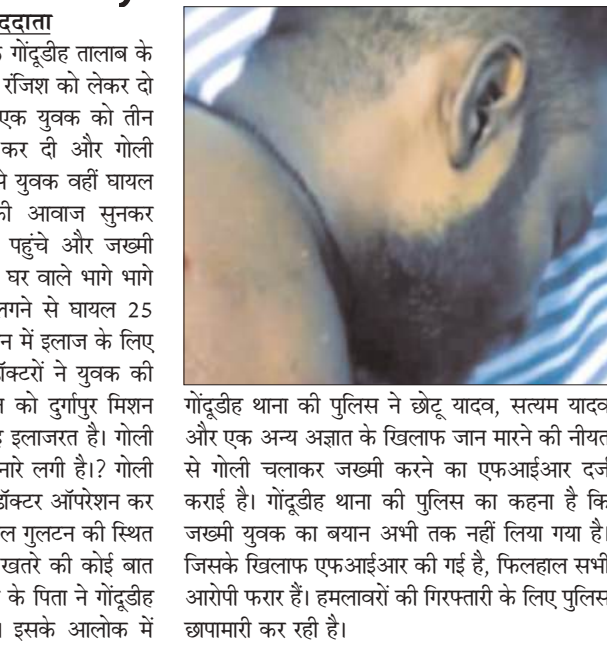 ददाता
गोंदूडीह तालाब के
रंजिश को लेकर दो
एक युवक को तीन
कर दी और गोली
युवक वहीं घायल
आवाज सुनकर
पहुंचे और जख्मी
घर वाले भागे भागे
लगने से घायल 25
न में इलाज के लिए
डॉक्टरों ने युवक की
को दुर्गापुर मिशन
इलाजरत है। गोली
नारे लगी है।? गोली
डॉक्टर ऑपरेशन कर
ल गुलटन की स्थित
खतरे की कोई बात
के पिता ने गोंदूडीह
। इसके आलोक में
गोंदूडीह थाना की पुलिस ने छोटू यादव, सत्यम यादव
और एक अन्य अज्ञात के खिलाफ जान मारने की नीयत
से गोली चलाकर जख्मी करने का एफआईआर दर्ज
कराई है। गोंदूडीह थाना की पुलिस का कहना है कि
जख्मी युवक का बयान अभी तक नहीं लिया गया है।
जिसके खिलाफ एफआईआर की गई है, फिलहाल सभी
आरोपी फरार हैं। हमलावरों की गिरफ्तारी के लिए पुलिस
छापामारी कर रही है।